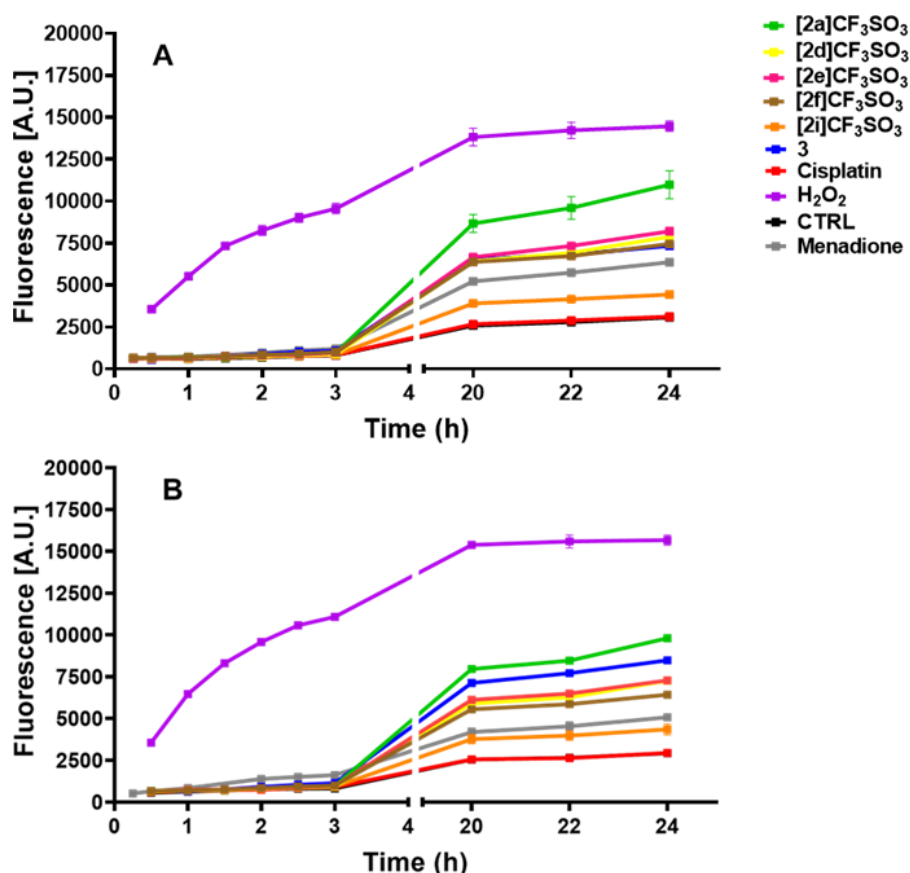 A
20000
17500
15000
12500
10000
7500
5000
2500
0
Fluorescence [A.U.]
0 1 2 3 4 20 22 24
Time (h)
[2a]CF₃SO₃
[2d]CF₃SO₃
[2e]CF₃SO₃
[2f]CF₃SO₃
[2i]CF₃SO₃
3
Cisplatin
H₂O₂
CTRL
Menadione
B
20000
17500
15000
12500
10000
7500
5000
2500
0
Fluorescence [A.U.]
0 1 2 3 4 20 22 24
Time (h)